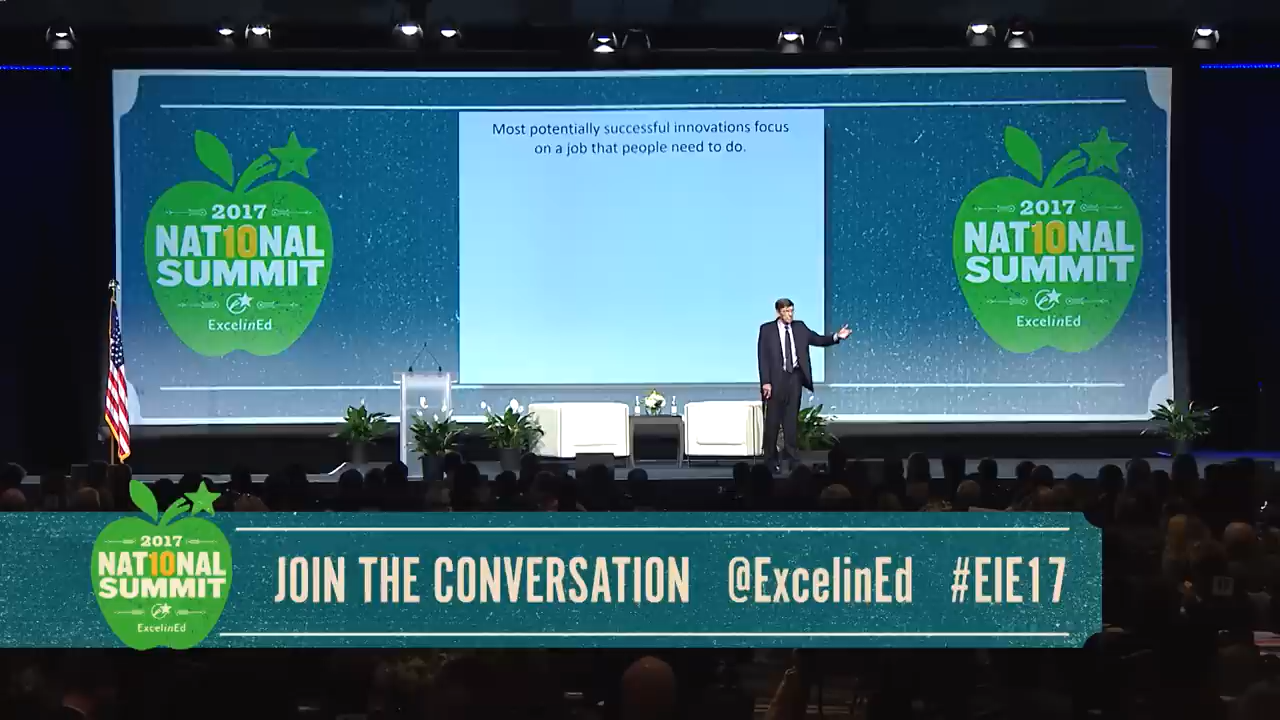 Most potentially successful innovations focus
on a job that people need to do.
2017
NAT10NAL
SUMMIT
ExcelinEd
2017
NAT10NAL
SUMMIT
ExcelinEd
2017
NAT10NAL
SUMMIT
ExcelinEd
JOIN THE CONVERSATION @ExcelinEd #EIE17